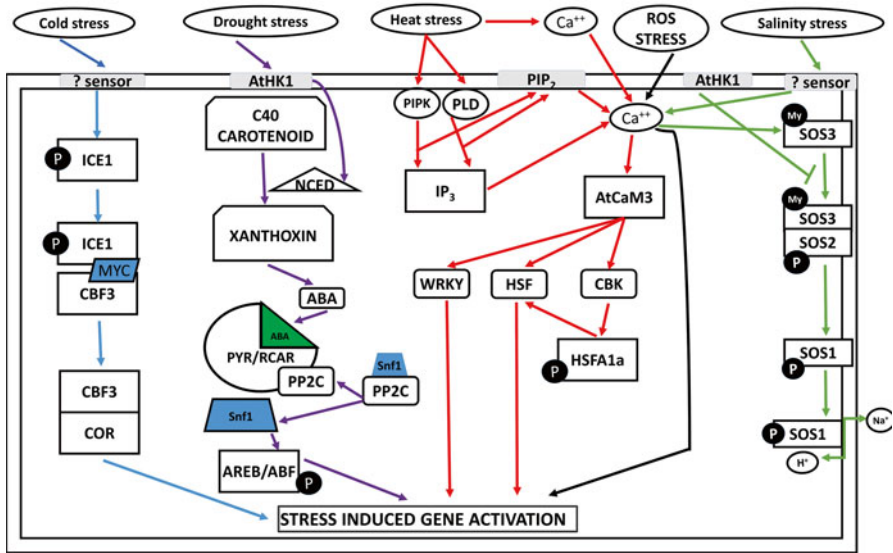 Cold stress
Drought stress
Heat stress
Ca++
ROS
STRESS
Salinity stress
? sensor
AtHK1
PIP2
AtHK1
? sensor
P
ICE1
P
ICE1
MYC
CBF3
CBF3
COR
C40
CAROTENOID
NCED
XANTHOXIN
ABA
ABA
PYR/RCAR
PP2C
Snf1
PP2C
Snf1
AREB/ABF
P
PIPK
PLD
IP3
Ca++
AtCaM3
WRKY
HSF
CBK
HSFA1a
P
My
SOS3
My
SOS3
SOS2
P
SOS1
P
P
SOS1
Na+
H+
STRESS INDUCED GENE ACTIVATION